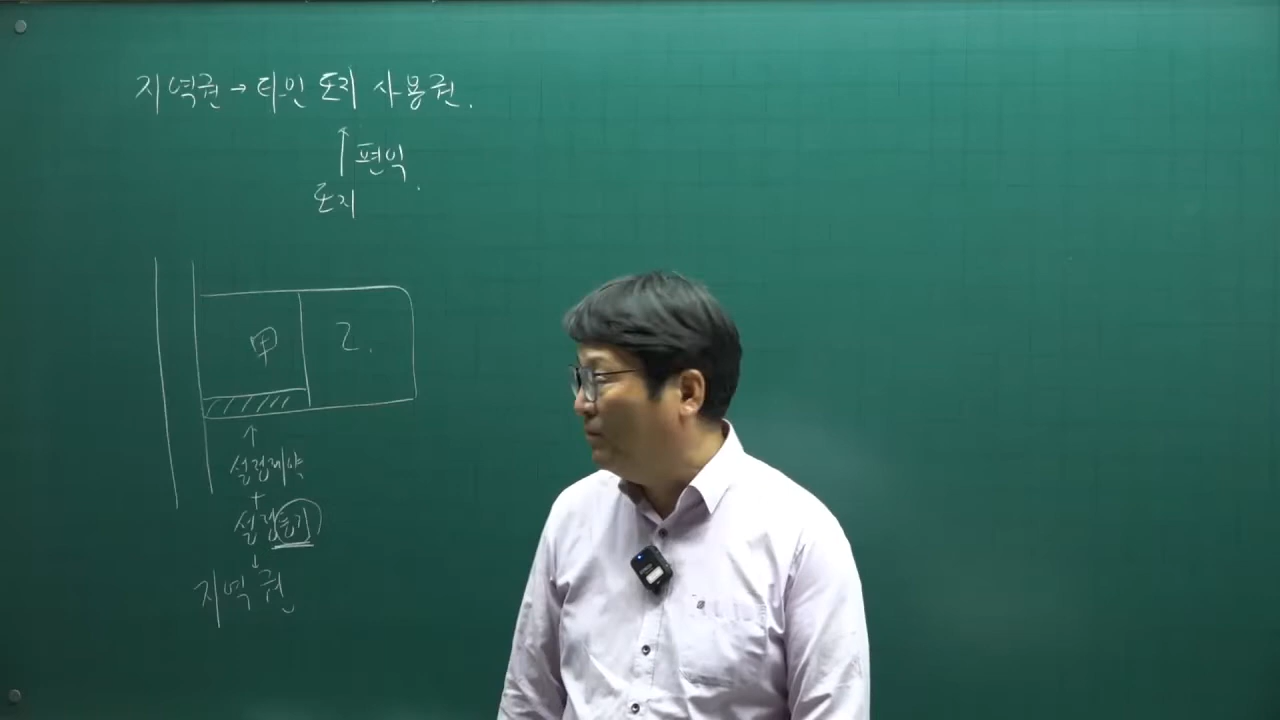 지역권 → 타인 토지 사용권.
↑ 편익.
토지
甲 乙.
↑
설정계약
+
설정등기
↓
지역권